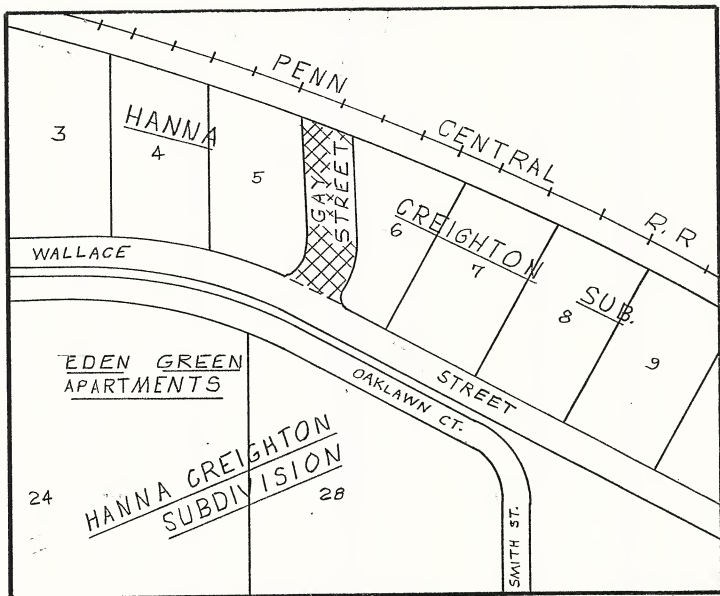 PENN
CENTRAL
R.R
3
HANNA
4
5
GAY
STREET
CREIGHTON
6
7
SUB.
8
9
WALLACE
STREET
OAKLAWN CT.
EDEN GREEN
APARTMENTS
HANNA CREIGHTON
SUBDIVISION
24
28
SMITH ST.